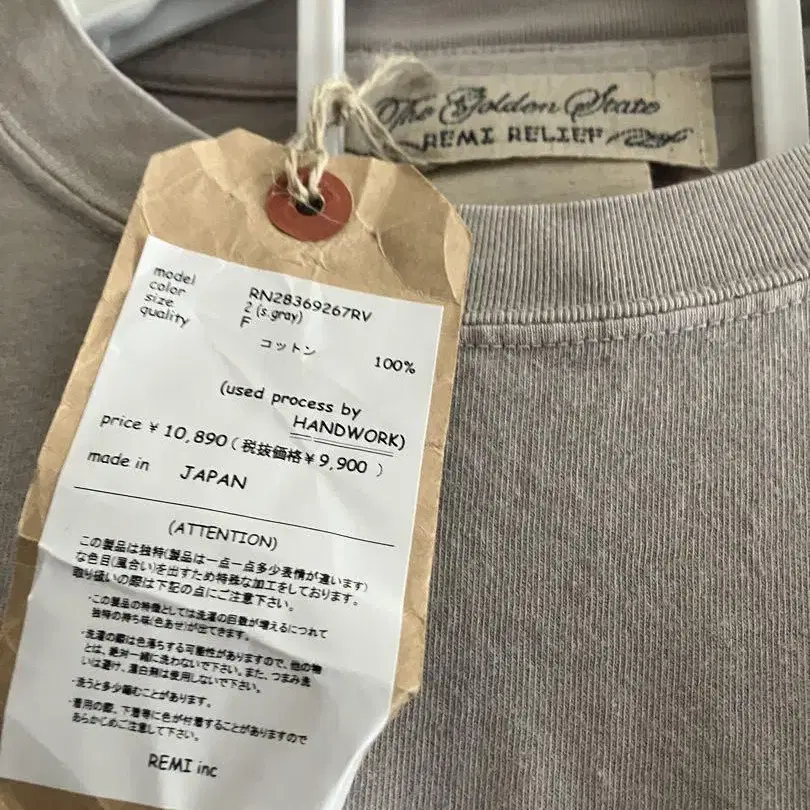 The Golden State
REMI RELIEF
model RN28369267RV
color 2 (s.gray)
size F
quality コットン 100%
(used process by
HANDWORK)
price ¥ 10,890 ( 税抜価格 ¥ 9,900 )
made in JAPAN
(ATTENTION)
この製品は独特(製品は一点一点多少表情が違います)
な色目(風合い)を出すため特殊な加工をしております。
取り扱いの際は下記の点にご注意下さい。
・この製品の特徴としては洗濯の回数が増えるにつれて
独特の持ち味(色あせ)が出てきます。
・洗濯の際は色落ちする可能性がありますので、他の物
とは、絶対一緒に洗わないで下さい。また、つまみ洗
いは避け、漂白剤は使用しないで下さい。
・洗うと多少縮むことがあります。
・着用の際、下着等に色が付着することがありますので
あらかじめご注意して下さい。
REMI inc